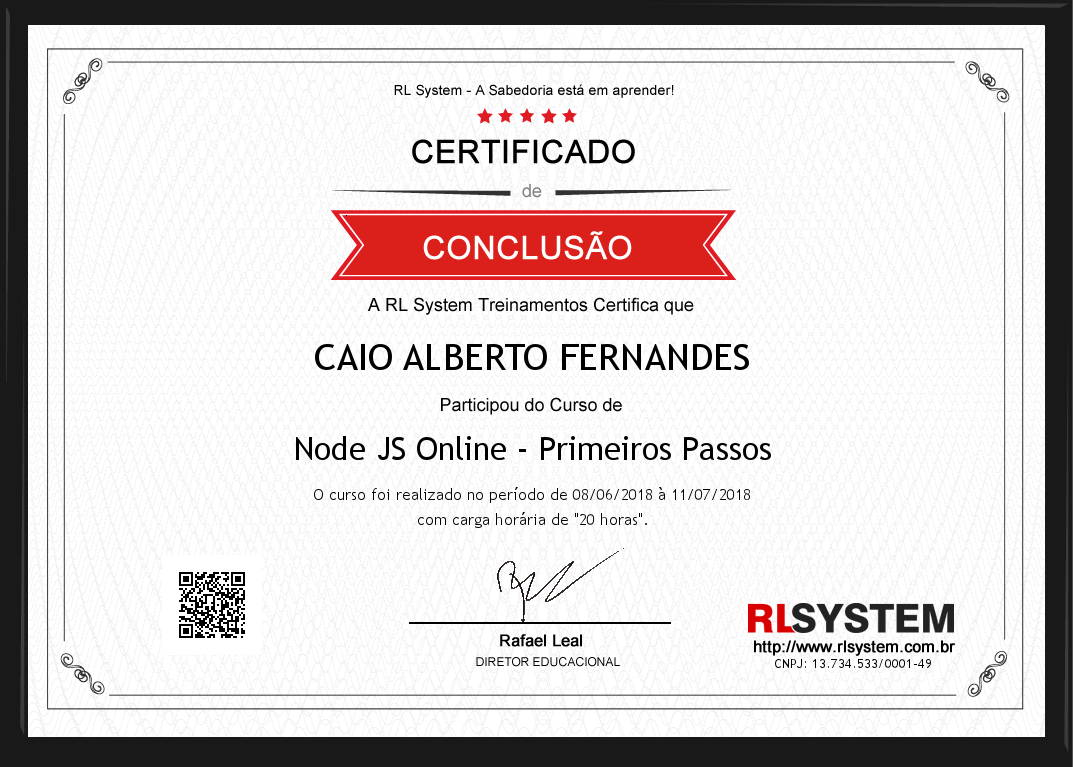 RL System - A Sabedoria está em aprender!
CERTIFICADO
de
CONCLUSÃO
A RL System Treinamentos Certifica que
CAIO ALBERTO FERNANDES
Participou do Curso de
Node JS Online - Primeiros Passos
O curso foi realizado no período de 08/06/2018 à 11/07/2018
com carga horária de "20 horas".
Rafael Leal
DIRETOR EDUCACIONAL
RLSYSTEM
http://www.rlsystem.com.br
CNPJ: 13.734.533/0001-49